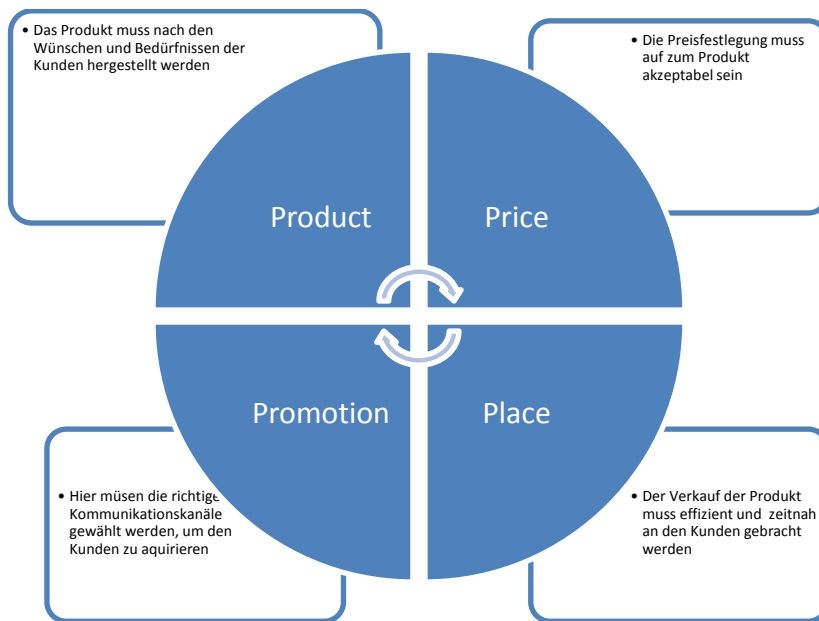 • Das Produkt muss nach den
Wünschen und Bedürfnissen der
Kunden hergestellt werden
• Die Preisfestlegung muss
auf zum Produkt
akzeptabel sein
Product
Price
Promotion
Place
• Hier müsen die richtige
Kommunikationskanäle
gewählt werden, um den
Kunden zu aquirieren
• Der Verkauf der Produkt
muss effizient und zeitnah
an den Kunden gebracht
werden